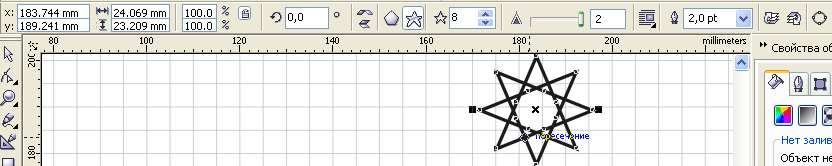 x: 183.744 mm 24.069 mm 100.0 % 0,0 ° 8 2 2,0 pt
y: 189.241 mm 23.209 mm 100.0 %
80 100 120 140 160 180 200 millimeters
Свойства об
200
пересечение
180
Нет залив
Объект не